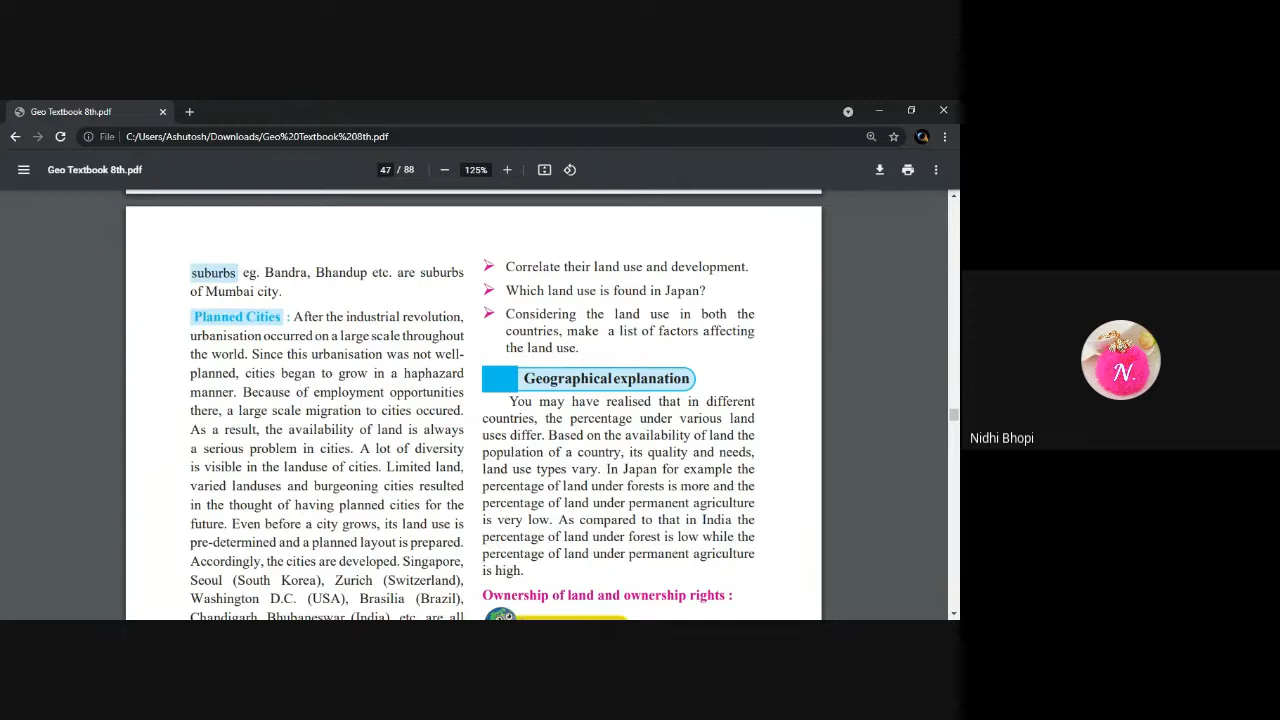 Geo Textbook 8th.pdf
File
C:/Users/Ashutosh/Downloads/Geo%20Textbook%208th.pdf
Geo Textbook 8th.pdf
47 / 88
125%
suburbs eg. Bandra, Bhandup etc. are suburbs
of Mumbai city.
Planned Cities : After the industrial revolution,
urbanisation occurred on a large scale throughout
the world. Since this urbanisation was not well-
planned, cities began to grow in a haphazard
manner. Because of employment opportunities
there, a large scale migration to cities occured.
As a result, the availability of land is always
a serious problem in cities. A lot of diversity
is visible in the landuse of cities. Limited land,
varied landuses and burgeoning cities resulted
in the thought of having planned cities for the
future. Even before a city grows, its land use is
pre-determined and a planned layout is prepared.
Accordingly, the cities are developed. Singapore,
Seoul (South Korea), Zurich (Switzerland),
Washington D.C. (USA), Brasilia (Brazil),
Chandigarh, Bhubaneswar (India), etc. are all
Correlate their land use and development.
Which land use is found in Japan?
Considering the land use in both the
countries, make a list of factors affecting
the land use.
Geographical explanation
You may have realised that in different
countries, the percentage under various land
uses differ. Based on the availability of land the
population of a country, its quality and needs,
land use types vary. In Japan for example the
percentage of land under forests is more and the
percentage of land under permanent agriculture
is very low. As compared to that in India the
percentage of land under forest is low while the
percentage of land under permanent agriculture
is high.
Ownership of land and ownership rights :
N.
Nidhi Bhopi